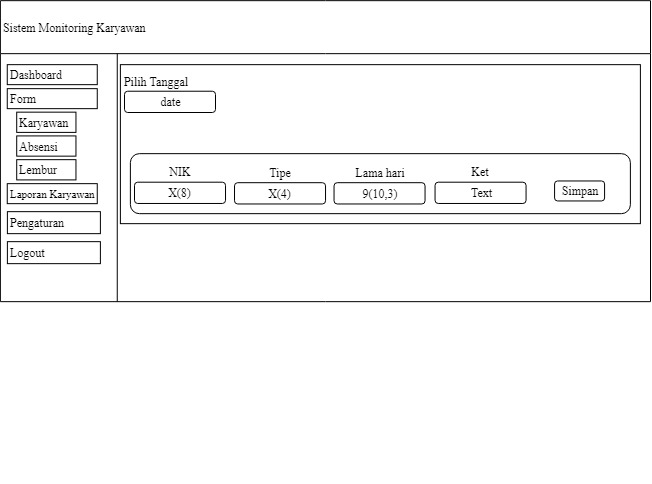 Sistem Monitoring Karyawan
Dashboard
Form
Karyawan
Absensi
Lembur
Laporan Karyawan
Pengaturan
Logout
Pilih Tanggal
date
NIK Tipe Lama hari Ket
X(8) X(4) 9(10,3) Text Simpan